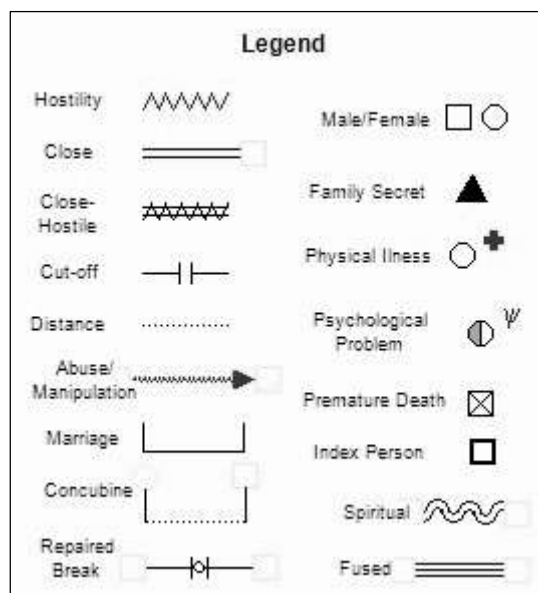 Legend
Hostility
Close
Close-
Hostile
Cut-off
Distance
Abuse/
Manipulation
Marriage
Concubine
Repaired
Break
Male/Female
Family Secret
Physical Ilness
Psychological
Problem
Premature Death
Index Person
Spiritual
Fused